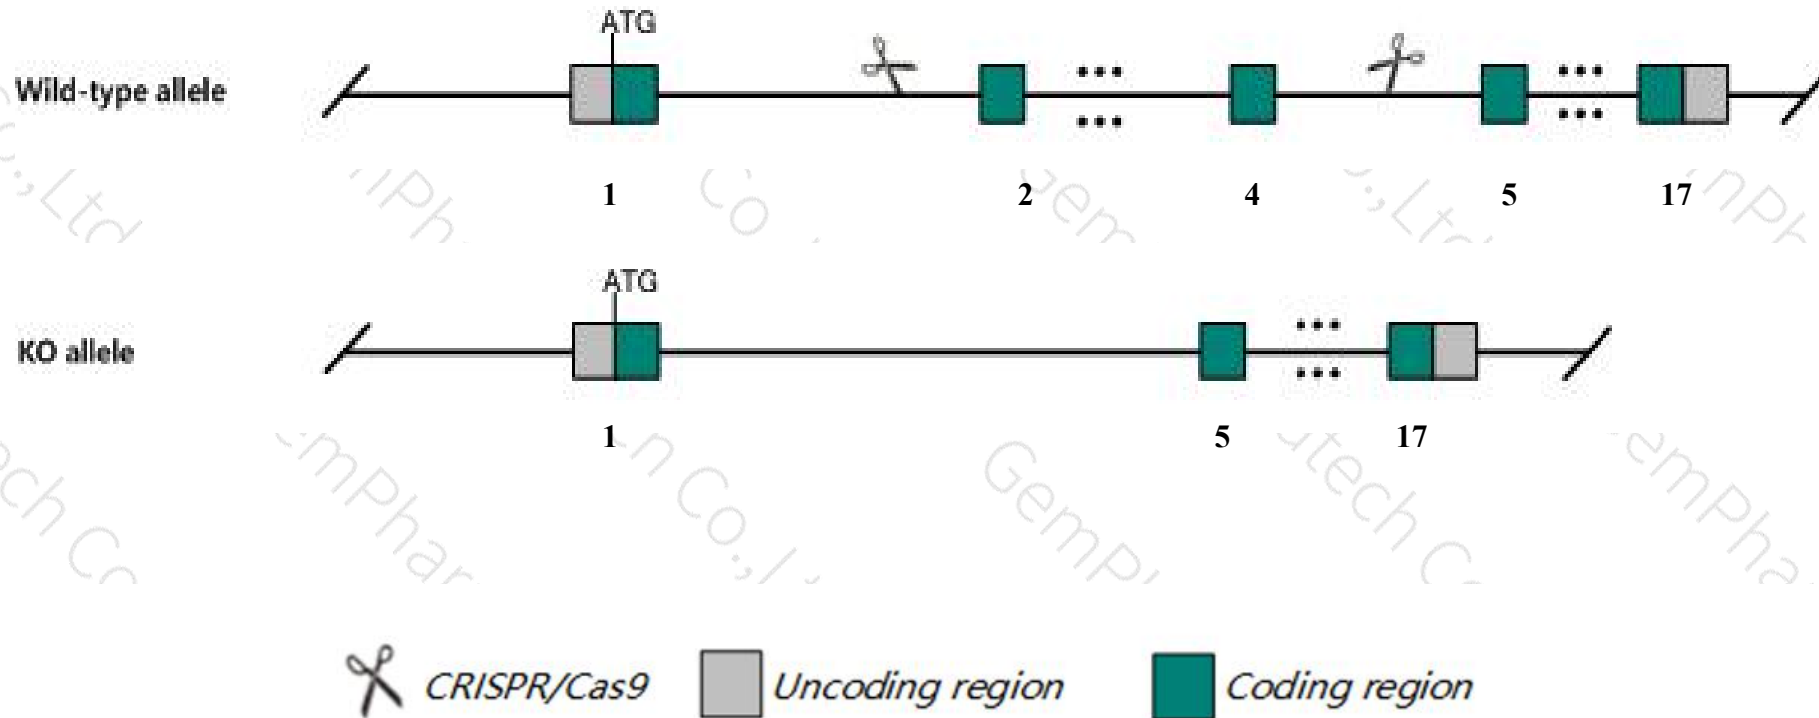 ATG
Wild-type allele
1 2 4 5 17
ATG
KO allele
1 5 17
CRISPR/Cas9 Uncoding region Coding region